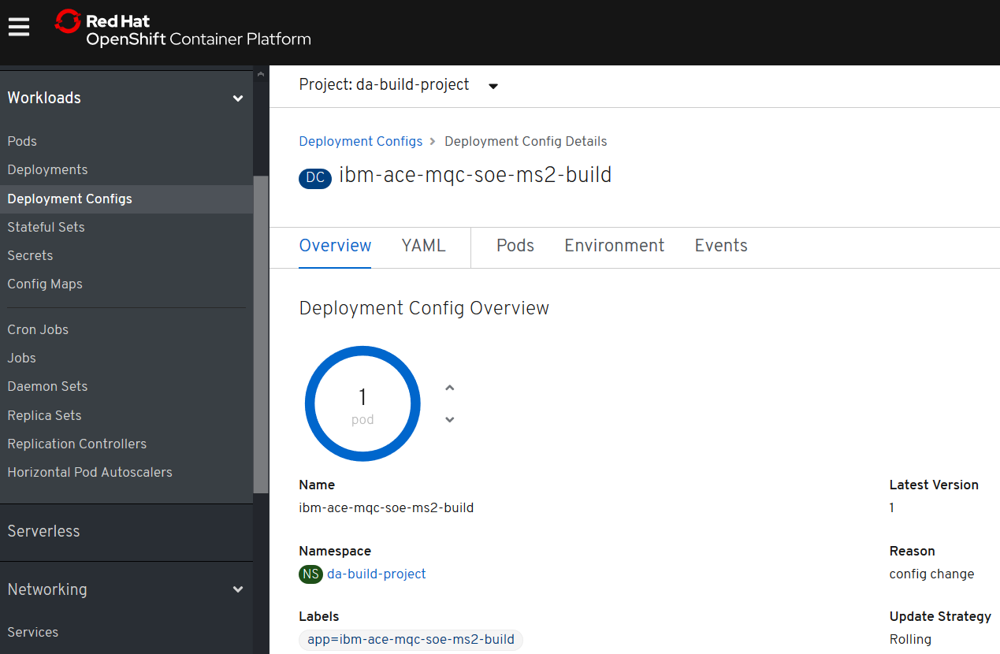 Red Hat
OpenShift Container Platform
Workloads
Pods
Deployments
Deployment Configs
Stateful Sets
Secrets
Config Maps
Cron Jobs
Jobs
Daemon Sets
Replica Sets
Replication Controllers
Horizontal Pod Autoscalers
Serverless
Networking
Services
Project: da-build-project
Deployment Configs > Deployment Config Details
DC ibm-ace-mqc-soe-ms2-build
Overview YAML Pods Environment Events
Deployment Config Overview
1
pod
Name
ibm-ace-mqc-soe-ms2-build
Namespace
NS da-build-project
Labels
app=ibm-ace-mqc-soe-ms2-build
Latest Version
1
Reason
config change
Update Strategy
Rolling